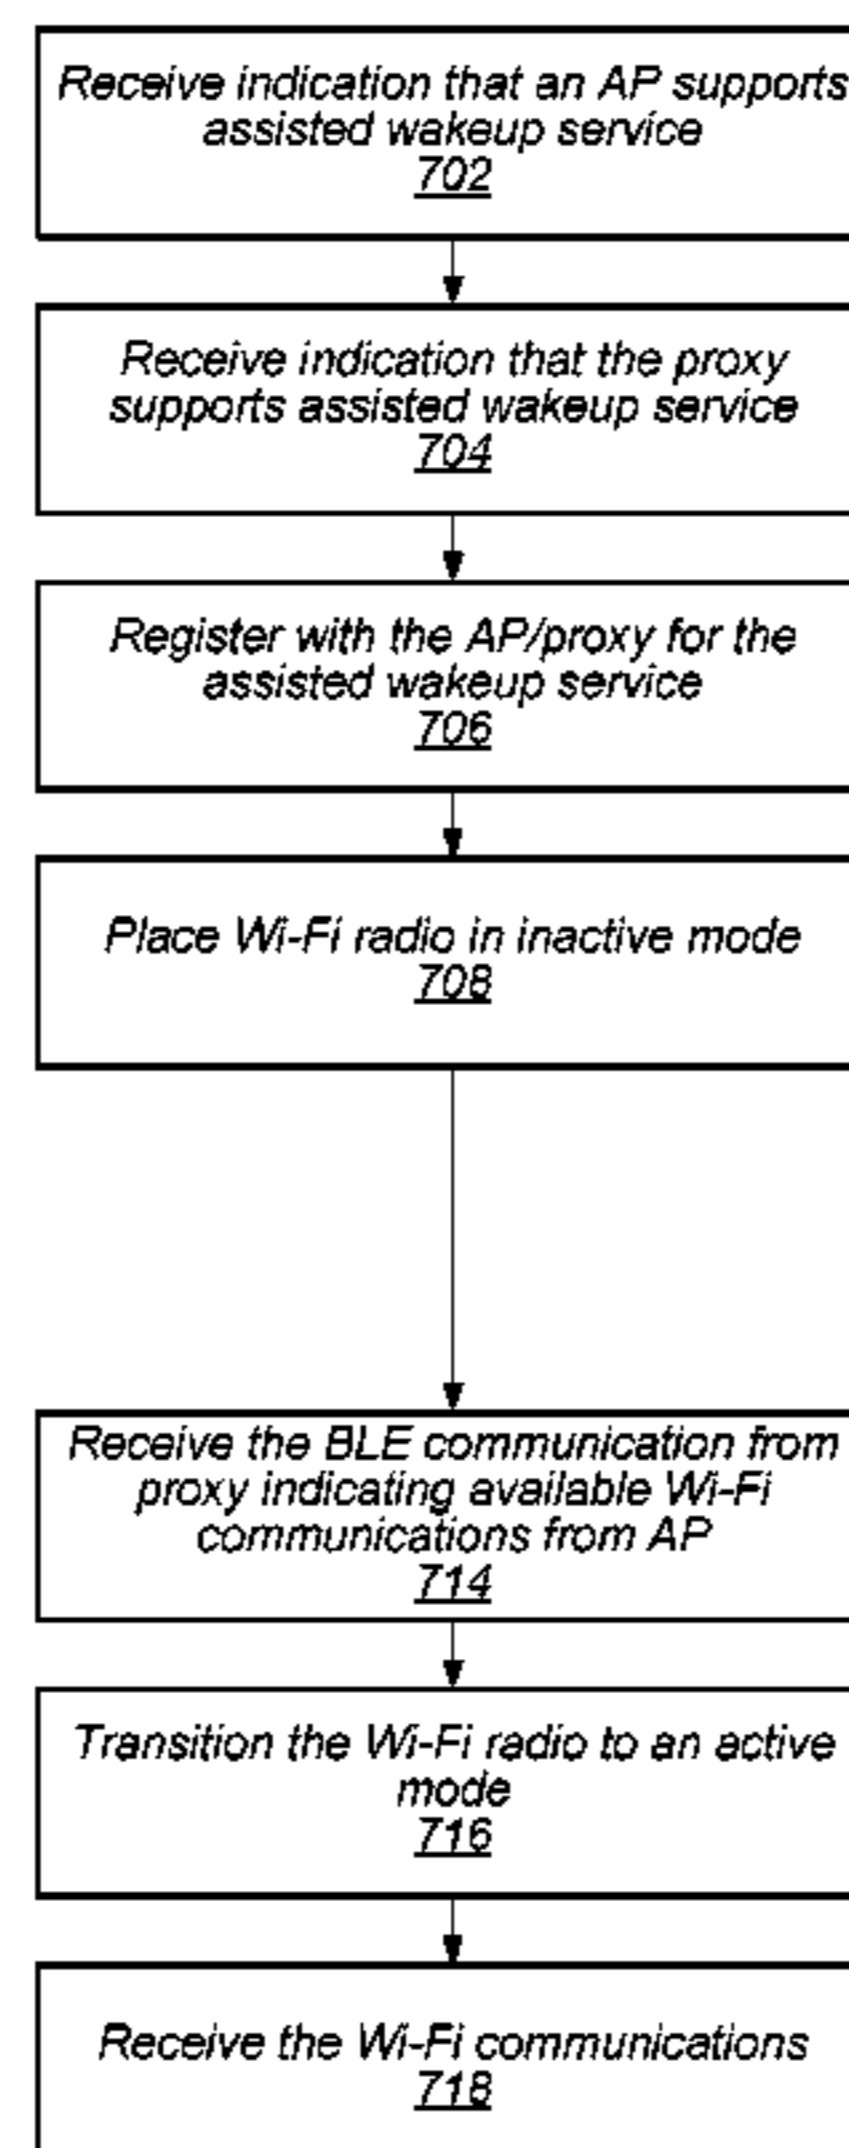 Receive indication that an AP supports
assisted wakeup service
702
Receive indication that the proxy
supports assisted wakeup service
704
Register with the AP/proxy for the
assisted wakeup service
706
Place Wi-Fi radio in inactive mode
708
Receive the BLE communication from
proxy indicating available Wi-Fi
communications from AP
714
Transition the Wi-Fi radio to an active
mode
716
Receive the Wi-Fi communications
718